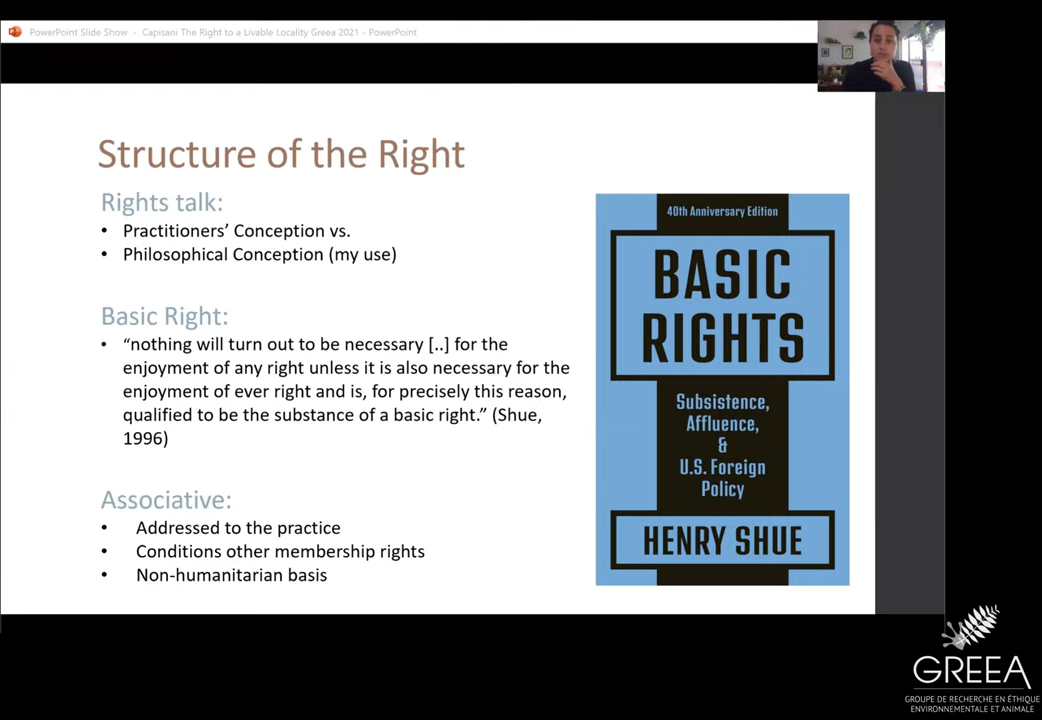 PowerPoint Slide Show - Capisani The Right to a Livable Locality Greea 2021 - PowerPoint
Structure of the Right
Rights talk:
• Practitioners’ Conception vs.
• Philosophical Conception (my use)
Basic Right:
• “nothing will turn out to be necessary [..] for the
enjoyment of any right unless it is also necessary for the
enjoyment of ever right and is, for precisely this reason,
qualified to be the substance of a basic right.” (Shue,
1996)
Associative:
• Addressed to the practice
• Conditions other membership rights
• Non-humanitarian basis
40th Anniversary Edition
BASIC
RIGHTS
Subsistence,
Affluence,
&
U.S. Foreign
Policy
HENRY SHUE
GREEA
GROUPE DE RECHERCHE EN ÉTHIQUE
ENVIRONNEMENTALE ET ANIMALE